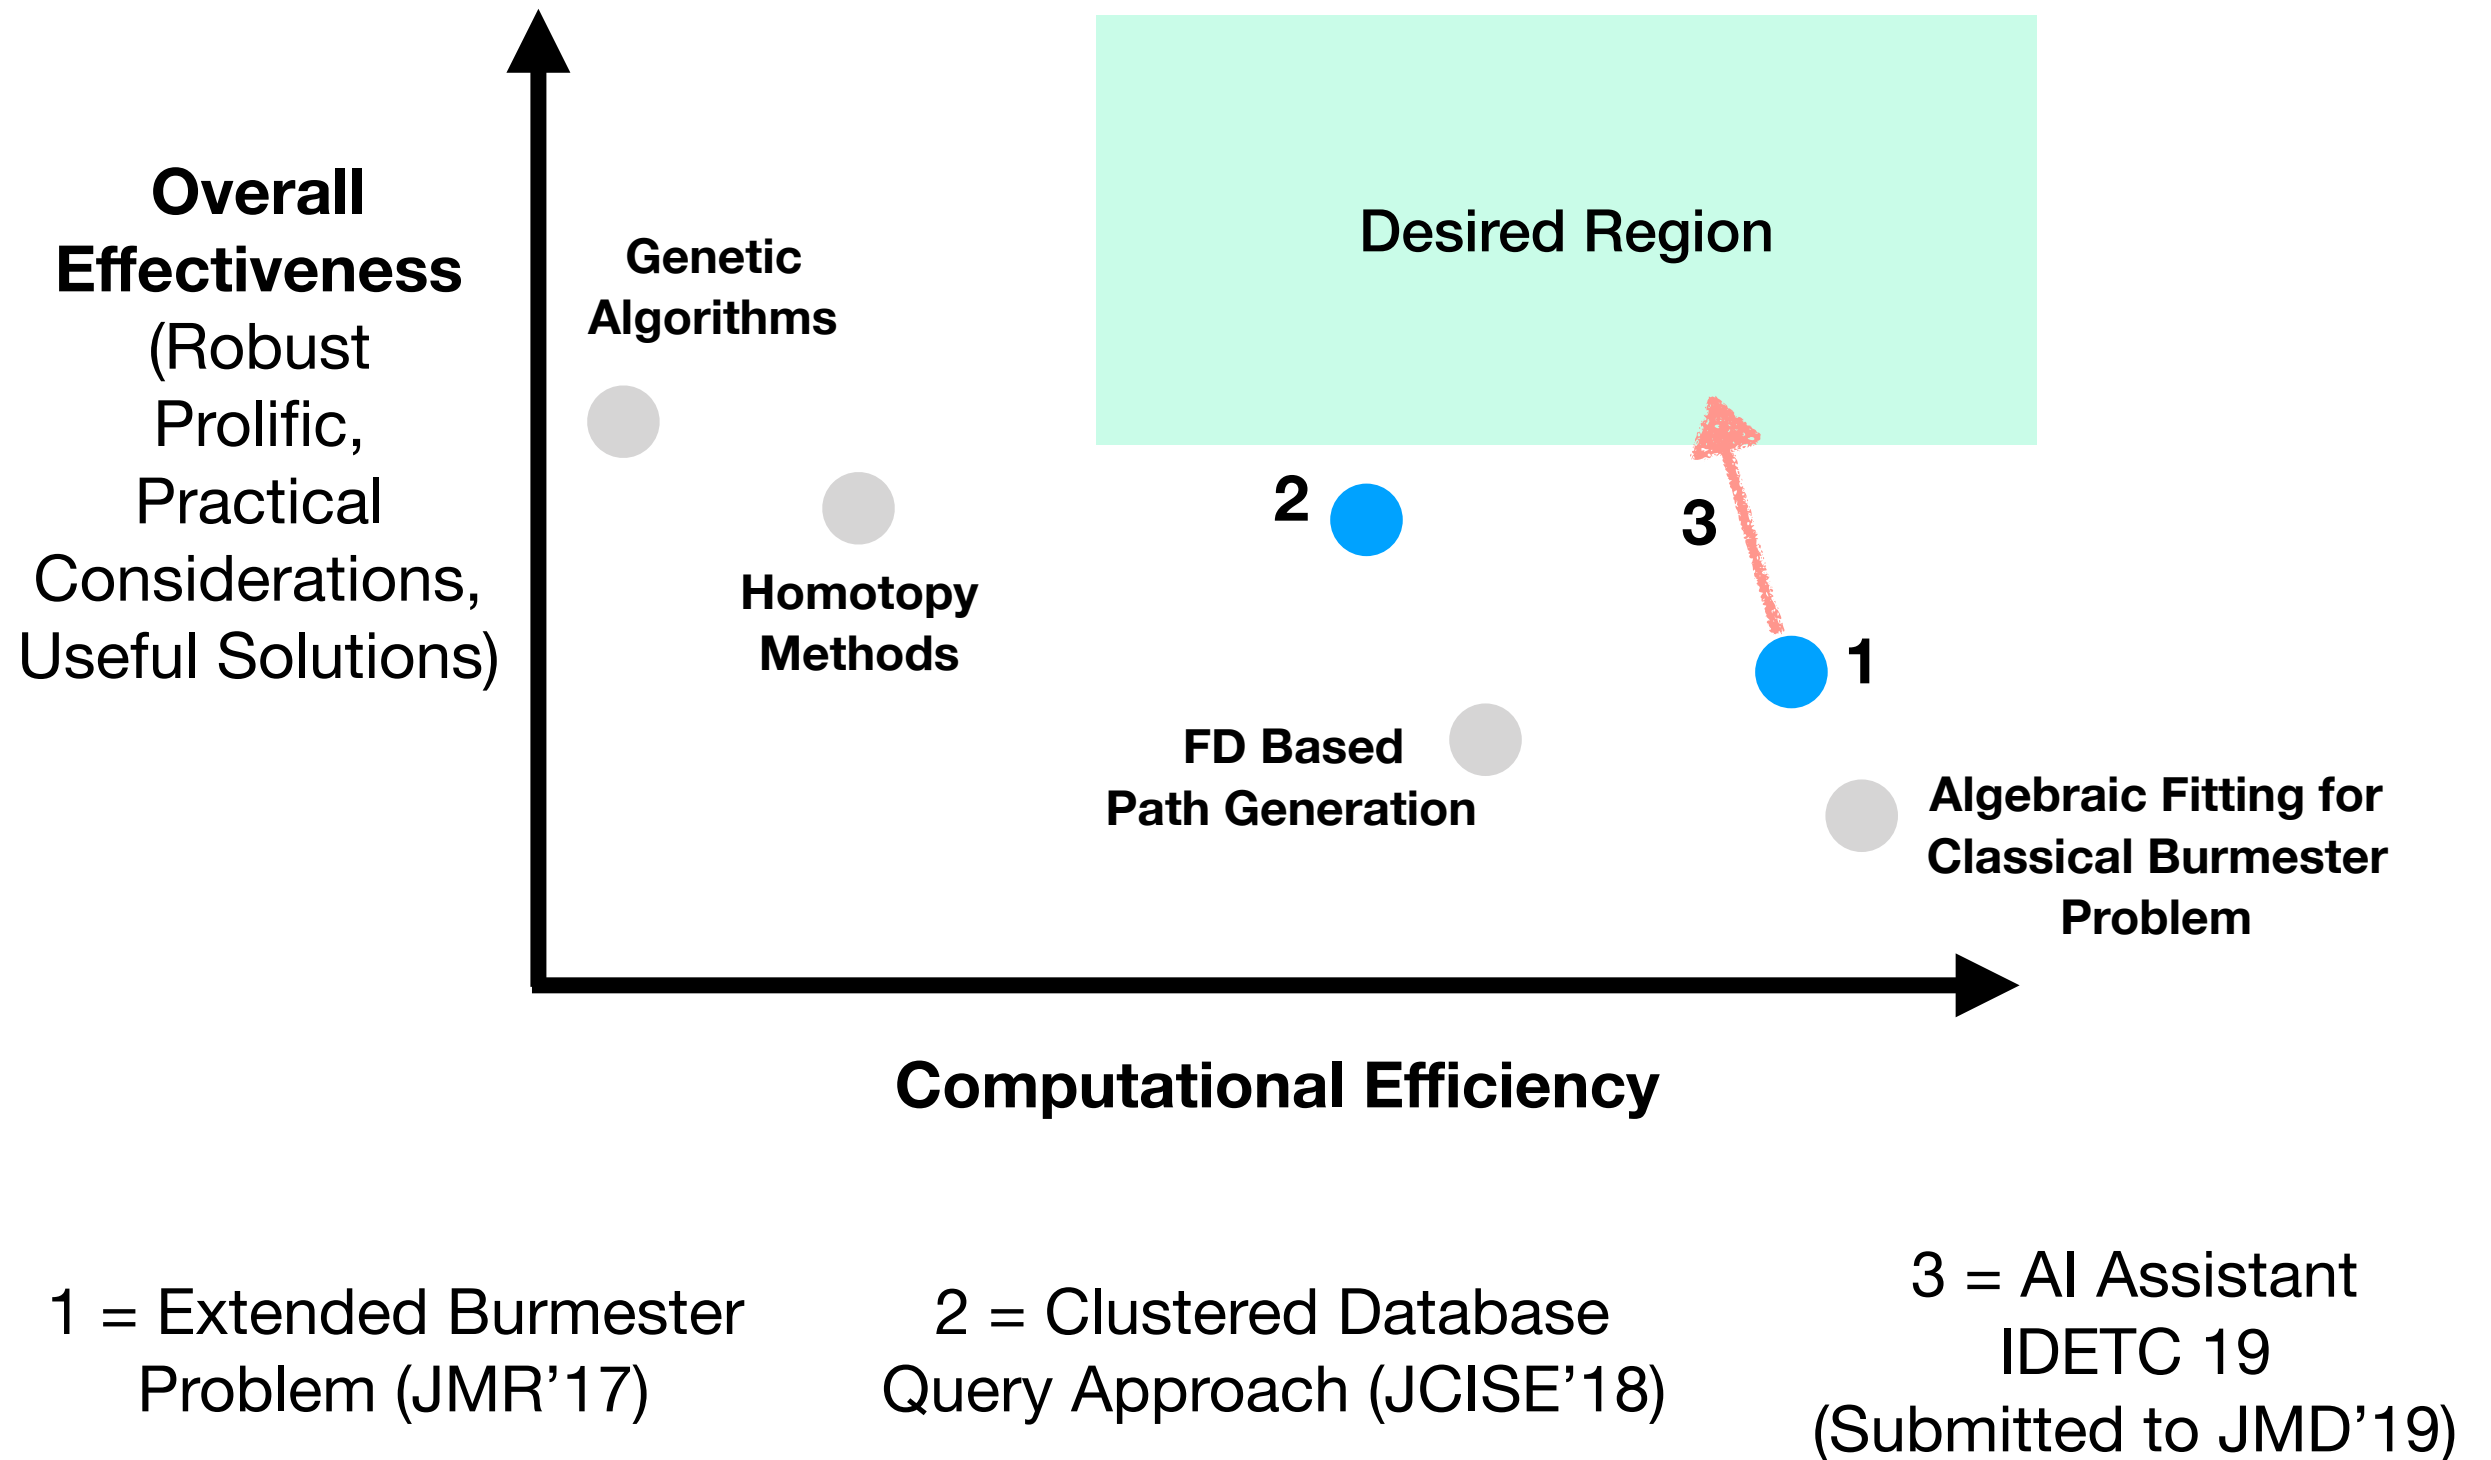 Overall
Effectiveness
(Robust
Prolific,
Practical
Considerations,
Useful Solutions)
Genetic
Algorithms
Desired Region
Homotopy
Methods
2
3
1
FD Based
Path Generation
Algebraic Fitting for
Classical Burmester
Problem
Computational Efficiency
1 = Extended Burmester
Problem (JMR’17)
2 = Clustered Database
Query Approach (JCISE’18)
3 = AI Assistant
IDETC 19
(Submitted to JMD’19)